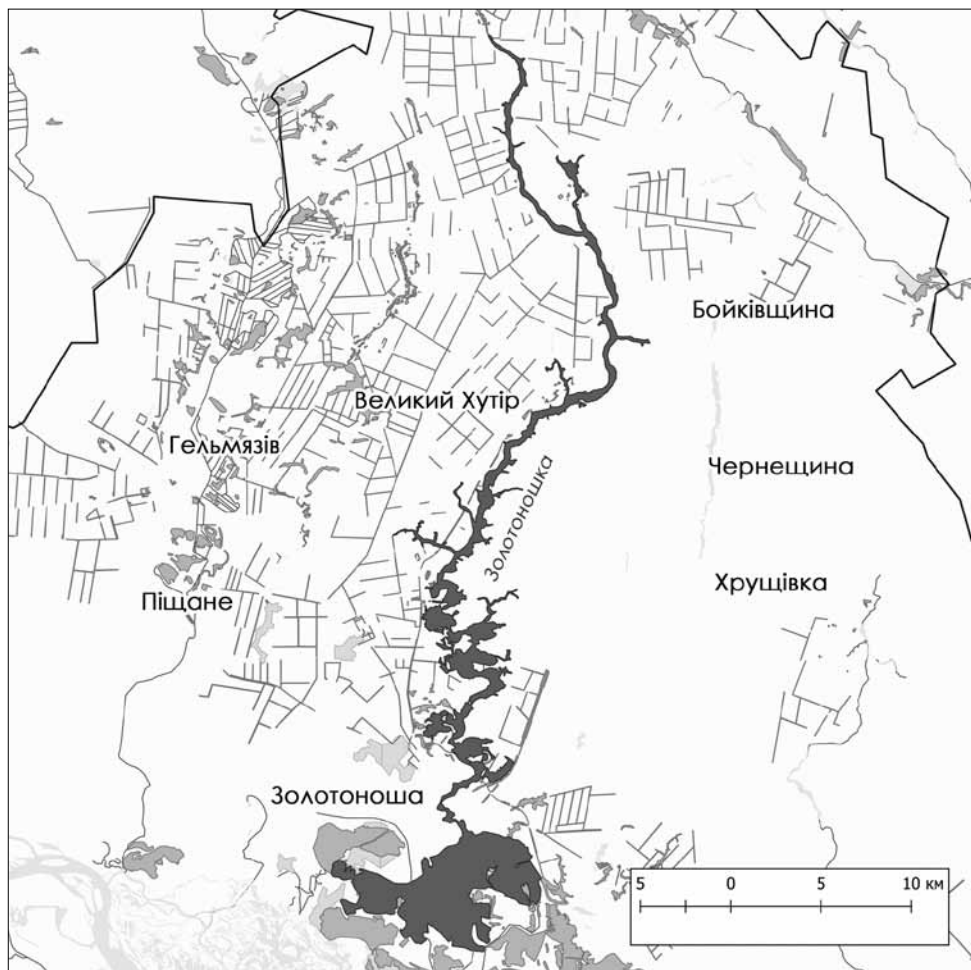 Бойківщина
Великий Хутір
Гельмязів
Чернещина
Золотоношка
Хрущівка
Піщане
Золотоноша
5 0 5 10 км